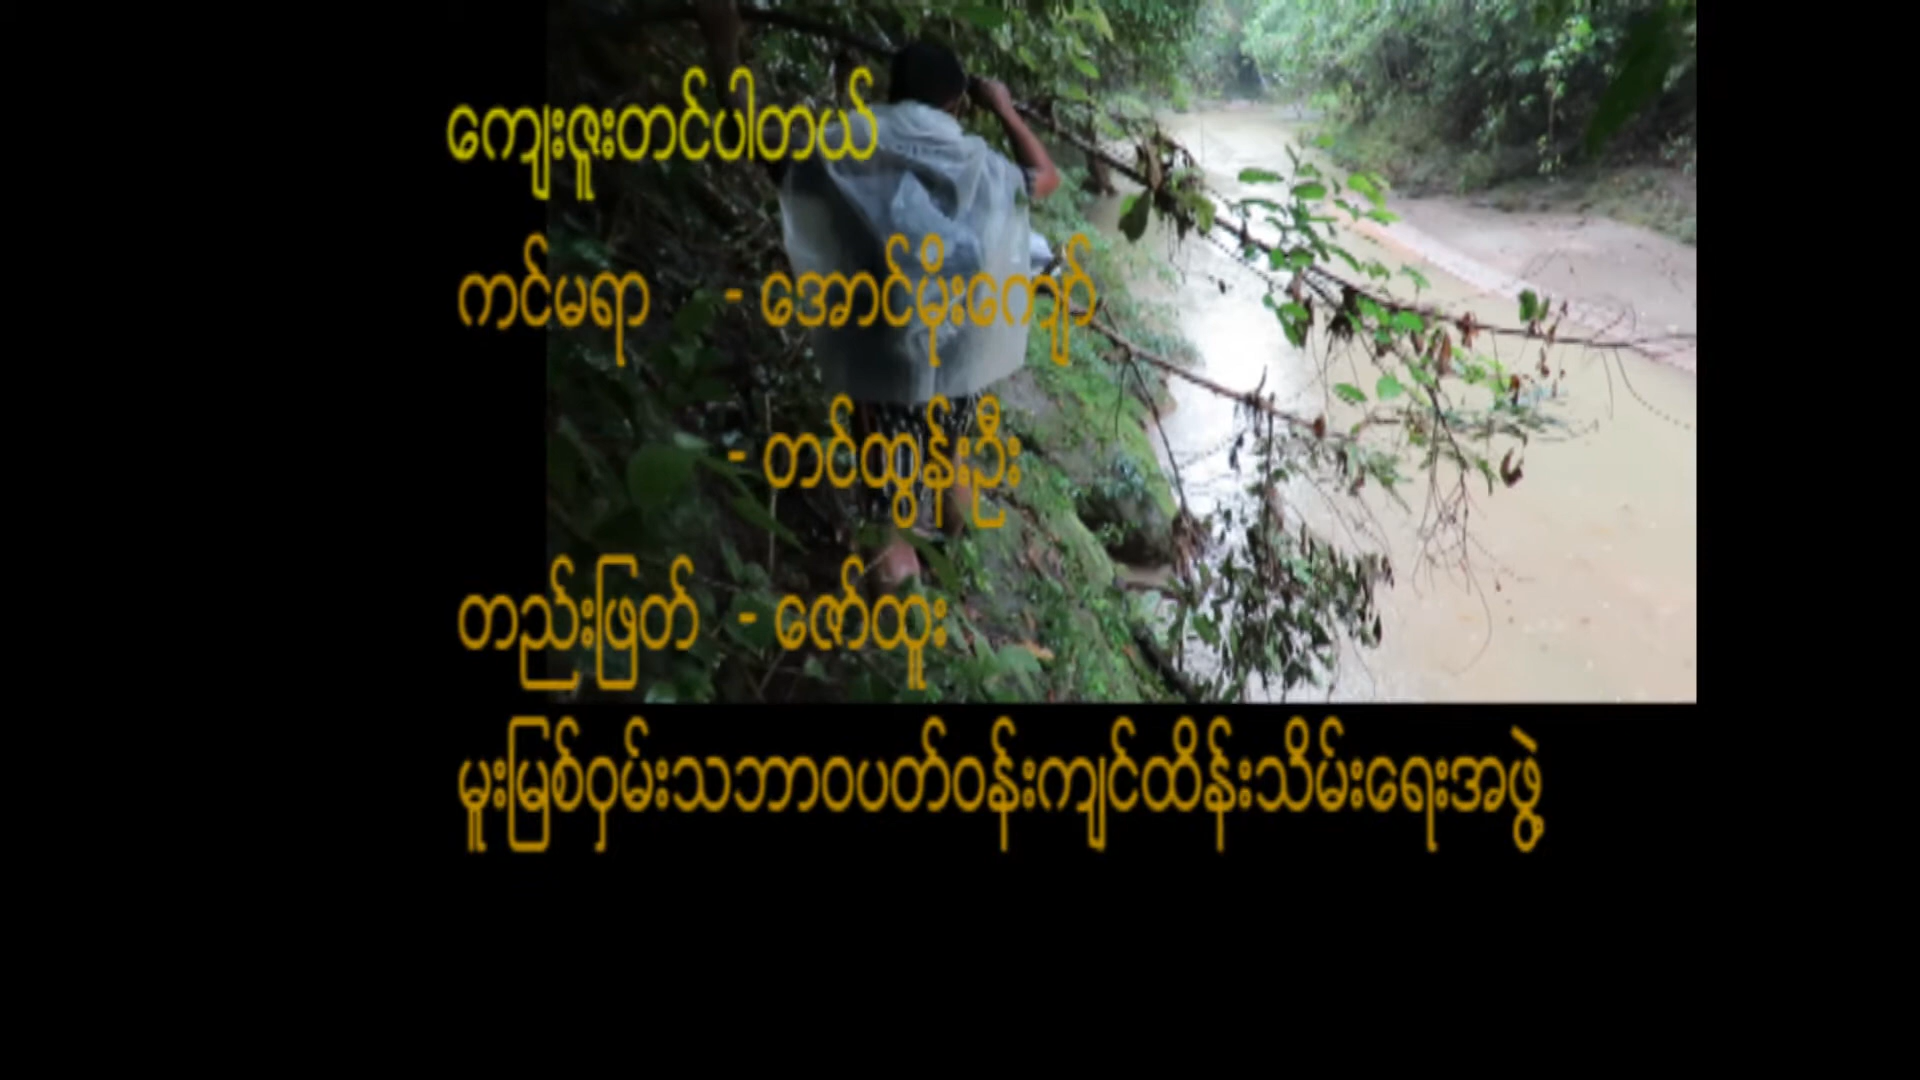 ကျေးဇူးတင်ပါတယ်
ကင်မရာ - အောင်မိုးကျော်
- တင်ထွန်းဦး
တည်းဖြတ် - ဇော်ထူး
မူးမြစ်ဝှမ်းသဘာဝပတ်ဝန်းကျင်ထိန်းသိမ်းရေးအဖွဲ့